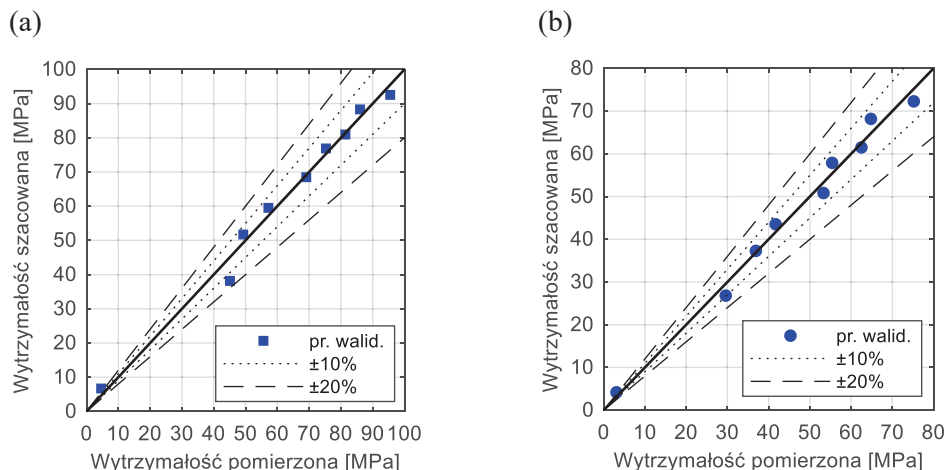 (a)
(b)
100
90
80
70
60
50
40
30
20
10
0
Wytrzymałość szacowana [MPa]
pr. walid.
±10%
±20%
0 10 20 30 40 50 60 70 80 90 100
Wytrzymałość pomierzona [MPa]
80
70
60
50
40
30
20
10
0
Wytrzymałość szacowana [MPa]
pr. walid.
±10%
±20%
0 10 20 30 40 50 60 70 80
Wytrzymałość pomierzona [MPa]